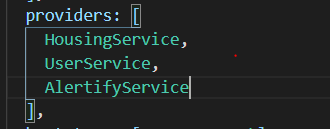 providers: [
HousingService,
UserService,
AlertifyService
],